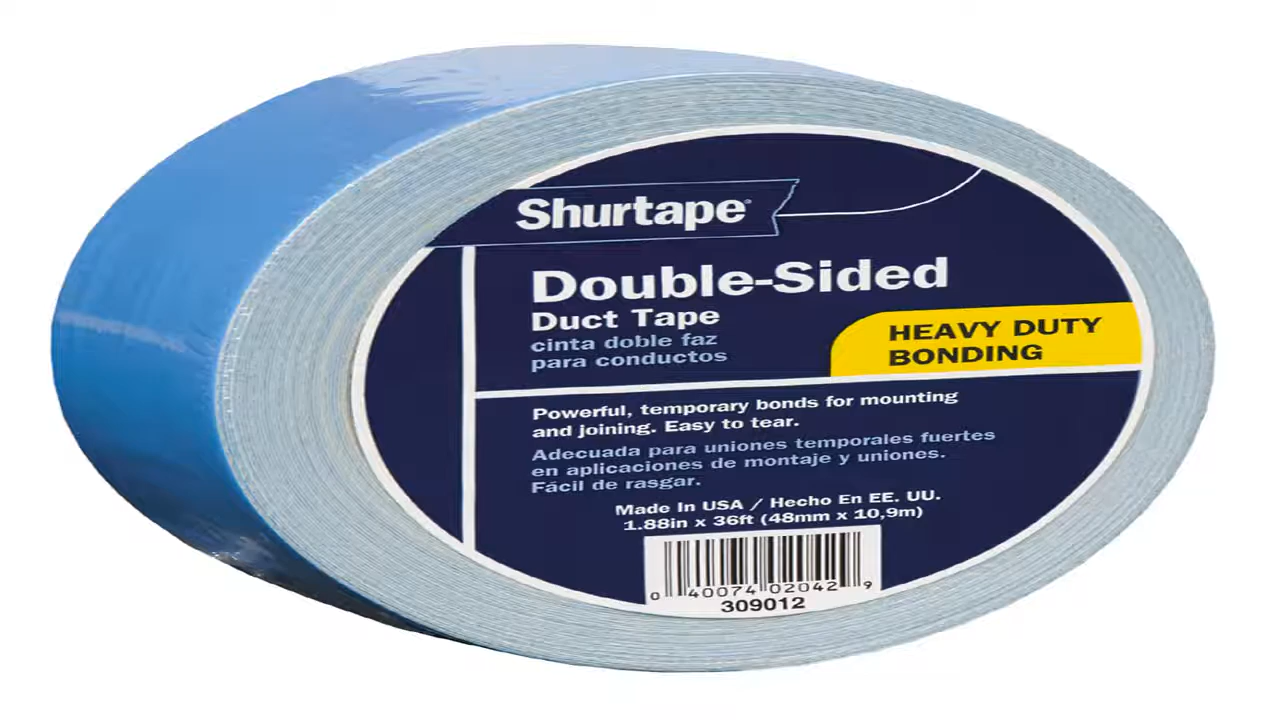 Shurtape®
Double-Sided
Duct Tape
cinta doble faz
para conductos
HEAVY DUTY
BONDING
Powerful, temporary bonds for mounting
and joining. Easy to tear.
Adecuada para uniones temporales fuertes
en aplicaciones de montaje y uniones.
Fácil de rasgar.
Made In USA / Hecho En EE. UU.
1.88in x 36ft (48mm x 10,9m)
0 40074 02042 9
309012